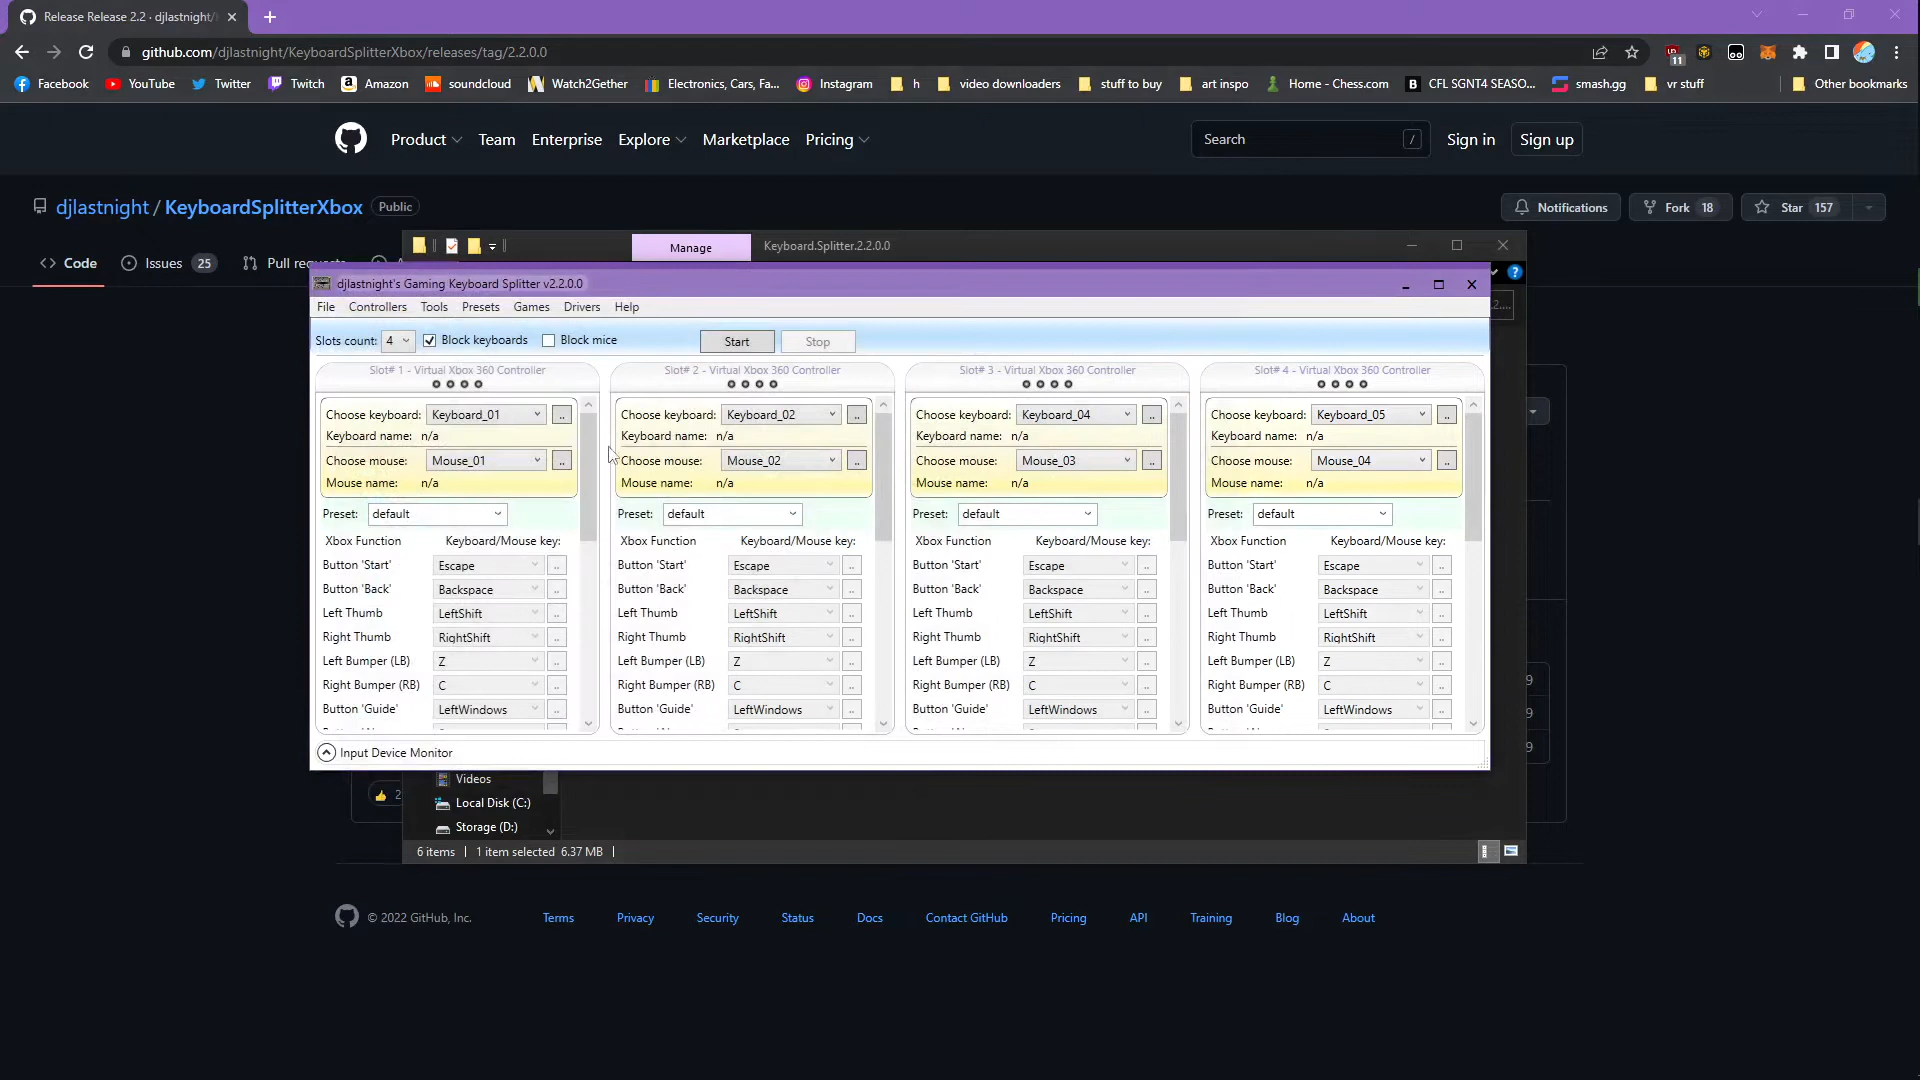 Release Release 2.2 · djlastnight/
github.com/djlastnight/KeyboardSplitterXbox/releases/tag/2.2.0.0
11
Facebook YouTube Twitter Twitch Amazon soundcloud Watch2Gether Electronics, Cars, Fa... Instagram h video downloaders stuff to buy art inspo Home - Chess.com CFL SGNT4 SEASO... smash.gg vr stuff Other bookmarks
Product Team Enterprise Explore Marketplace Pricing Search / Sign in Sign up
djlastnight / KeyboardSplitterXbox Public Notifications Fork 18 Star 157
Code Issues 25
Manage Keyboard.Splitter.2.2.0.0
djlastnight's Gaming Keyboard Splitter v2.2.0.0
File Controllers Tools Presets Games Drivers Help
Slots count: 4 Block keyboards Block mice Start Stop
Slot# 1 - Virtual Xbox 360 Controller Slot# 2 - Virtual Xbox 360 Controller Slot# 3 - Virtual Xbox 360 Controller Slot# 4 - Virtual Xbox 360 Controller
Choose keyboard: Keyboard_01 .. Choose keyboard: Keyboard_02 .. Choose keyboard: Keyboard_04 .. Choose keyboard: Keyboard_05 ..
Keyboard name: n/a Keyboard name: n/a Keyboard name: n/a Keyboard name: n/a
Choose mouse: Mouse_01 .. Choose mouse: Mouse_02 .. Choose mouse: Mouse_03 .. Choose mouse: Mouse_04 ..
Mouse name: n/a Mouse name: n/a Mouse name: n/a Mouse name: n/a
Preset: default Preset: default Preset: default Preset: default
Xbox Function Keyboard/Mouse key: Xbox Function Keyboard/Mouse key: Xbox Function Keyboard/Mouse key: Xbox Function Keyboard/Mouse key:
Button 'Start' Escape .. Button 'Start' Escape .. Button 'Start' Escape .. Button 'Start' Escape ..
Button 'Back' Backspace .. Button 'Back' Backspace .. Button 'Back' Backspace .. Button 'Back' Backspace ..
Left Thumb LeftShift .. Left Thumb LeftShift .. Left Thumb LeftShift .. Left Thumb LeftShift ..
Right Thumb RightShift .. Right Thumb RightShift .. Right Thumb RightShift .. Right Thumb RightShift ..
Left Bumper (LB) Z .. Left Bumper (LB) Z .. Left Bumper (LB) Z .. Left Bumper (LB) Z ..
Right Bumper (RB) C .. Right Bumper (RB) C .. Right Bumper (RB) C .. Right Bumper (RB) C ..
Button 'Guide' LeftWindows .. Button 'Guide' LeftWindows .. Button 'Guide' LeftWindows .. Button 'Guide' LeftWindows ..
Input Device Monitor
Videos
Local Disk (C:)
Storage (D:)
6 items 1 item selected 6.37 MB
© 2022 GitHub, Inc. Terms Privacy Security Status Docs Contact GitHub Pricing API Training Blog About